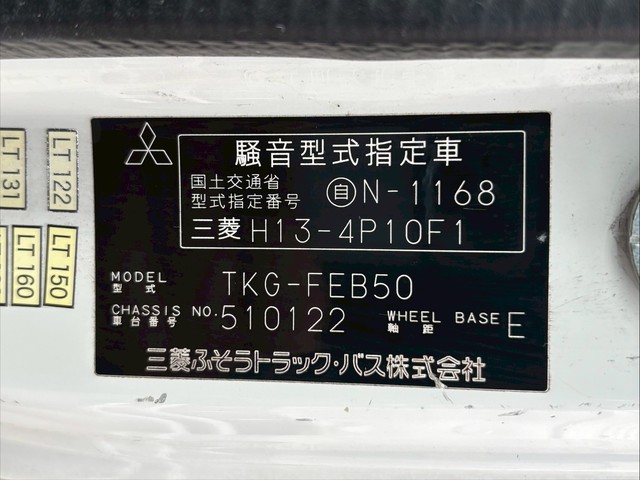 騒音型式指定車
国土交通省
型式指定番号
自N-1168
三菱 H13-4P10F1
MODEL TKG-FEB50
型式
CHASSIS NO. 510122 WHEEL BASE E
車台番号 軸距
三菱ふそうトラック・バス株式会社
LT 131
LT 122
LT 160
LT 150